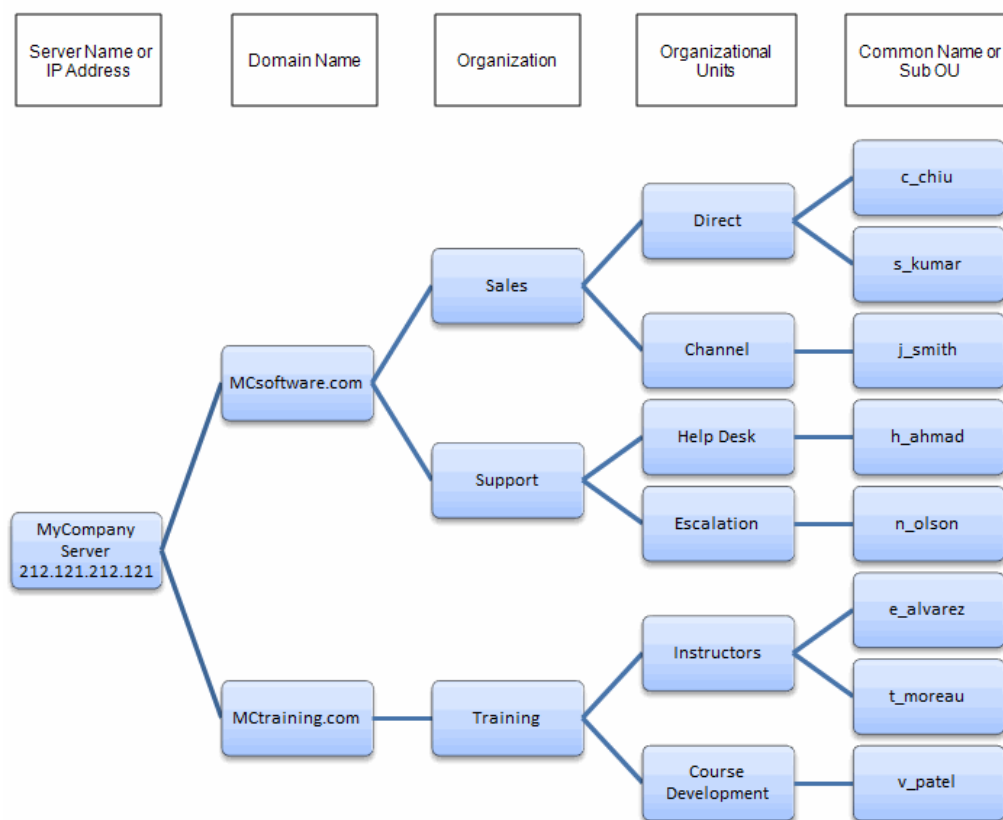 Server Name or
IP Address
Domain Name
Organization
Organizational
Units
Common Name or
Sub OU
MyCompany
Server
212.121.212.121
MCsoftware.com
Sales
Direct
c_chiu
s_kumar
Channel
j_smith
Support
Help Desk
h_ahmad
Escalation
n_olson
MCtraining.com
Training
Instructors
e_alvarez
t_moreau
Course
Development
v_patel